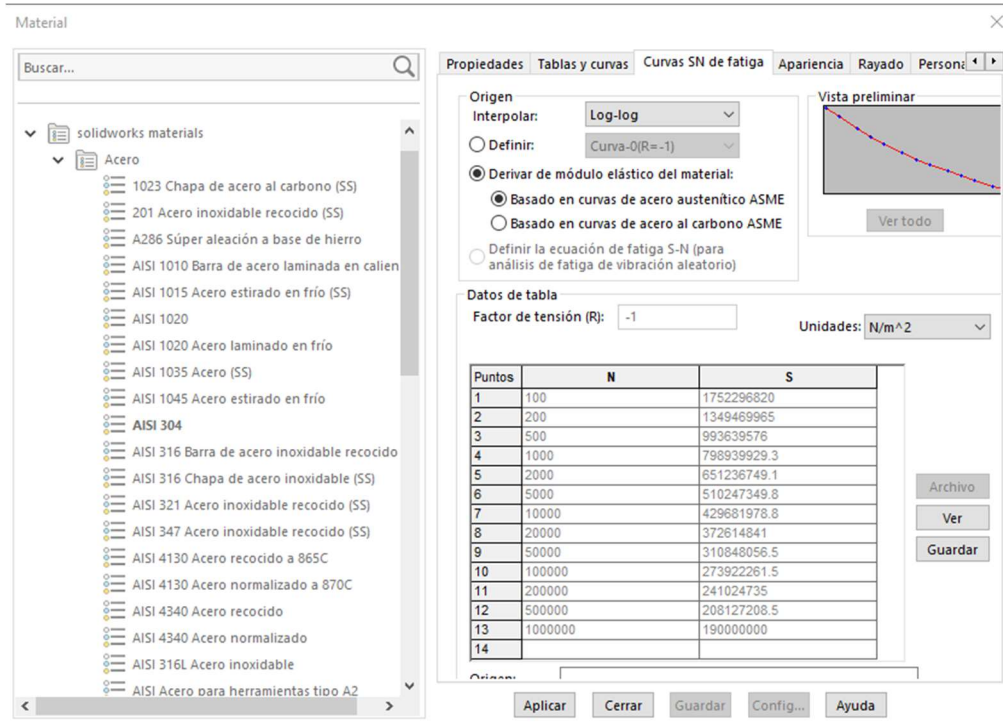 Material
Buscar...
solidworks materials
Acero
1023 Chapa de acero al carbono (SS)
201 Acero inoxidable recocido (SS)
A286 Súper aleación a base de hierro
AISI 1010 Barra de acero laminada en calien
AISI 1015 Acero estirado en frío (SS)
AISI 1020
AISI 1020 Acero laminado en frío
AISI 1035 Acero (SS)
AISI 1045 Acero estirado en frío
AISI 304
AISI 316 Barra de acero inoxidable recocido
AISI 316 Chapa de acero inoxidable (SS)
AISI 321 Acero inoxidable recocido (SS)
AISI 347 Acero inoxidable recocido (SS)
AISI 4130 Acero recocido a 865C
AISI 4130 Acero normalizado a 870C
AISI 4340 Acero recocido
AISI 4340 Acero normalizado
AISI 316L Acero inoxidable
AISI Acero para herramientas tipo A2
Propiedades Tablas y curvas Curvas SN de fatiga Apariencia Rayado Persona
Origen
Interpolar: Log-log
Definir: Curva-0(R=-1)
Derivar de módulo elástico del material:
Basado en curvas de acero austenítico ASME
Basado en curvas de acero al carbono ASME
Definir la ecuación de fatiga S-N (para
análisis de fatiga de vibración aleatorio)
Vista preliminar
Ver todo
Datos de tabla
Factor de tensión (R): -1
Unidades: N/m^2
Puntos N S
1 100 1752296820
2 200 1349469965
3 500 993639576
4 1000 798939929.3
5 2000 651236749.1
6 5000 510247349.8
7 10000 429681978.8
8 20000 372614841
9 50000 310848056.5
10 100000 273922261.5
11 200000 241024735
12 500000 208127208.5
13 1000000 190000000
14
Archivo
Ver
Guardar
Origen:
Aplicar Cerrar Guardar Config... Ayuda